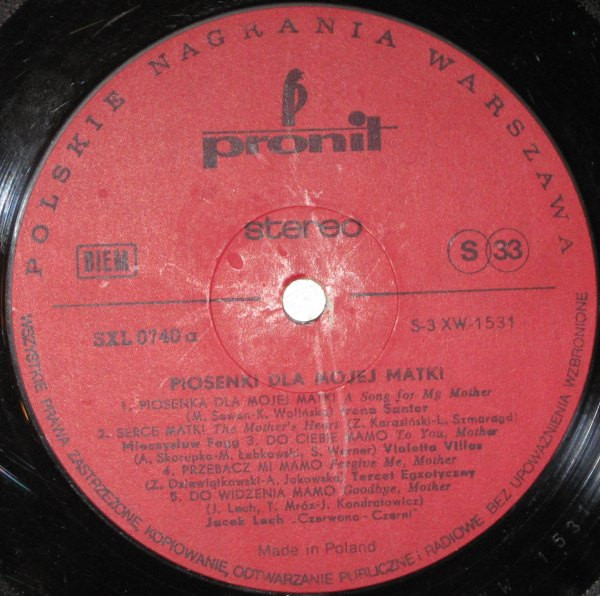 POLSKIE NAGRANIA WARSZAWA
pronit
stereo
BIEM
S 33
SXL 0740 a
S-3 XW-1531
PIOSENKI DLA MOJEJ MATKI
1. PIOSENKA DLA MOJEJ MATKI A Song for My Mother
(M. Sewen-K. Wolińska) Irena Santor
2. SERCE MATKI The Mother's Heart (Z. Karasiński-L. Szmaragd)
Mieczysław Fogg 3. DO CIEBIE MAMO To You, Mother
(A. Skorupka-M. Łebkowski, S. Werner) Violetta Villas
4. PRZEBACZ MI MAMO Forgive Me, Mother
(Z. Dziewiątkowski-A. Jakowska) Tercet Egzotyczny
5. DO WIDZENIA MAMO Goodbye, Mother
(J. Lech, T. Mróz-J. Kondratowicz)
Jacek Lech „Czerwono-Czarni"
Made in Poland
WSZYSTKIE PRAWA ZASTRZEŻONE, KOPIOWANIE, ODTWARZANIE PUBLICZNE i RADIOWE BEZ UPOWAŻNIENIA WZBRONIONE
1531